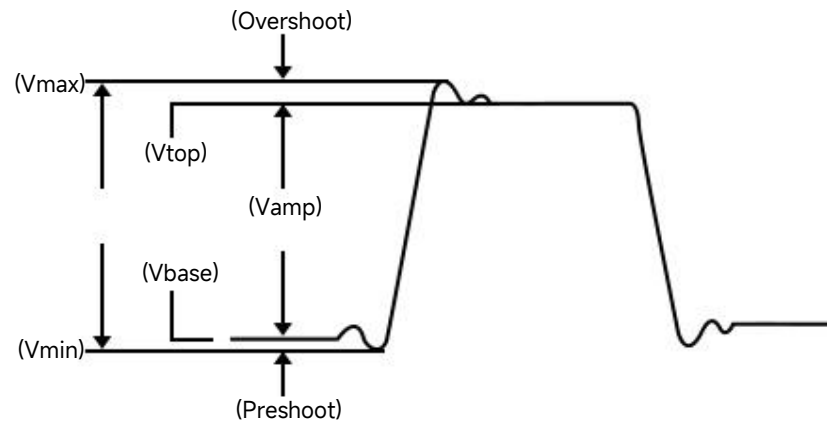 (Overshoot)
(Vmax)
(Vtop)
(Vamp)
(Vbase)
(Vmin)
(Preshoot)